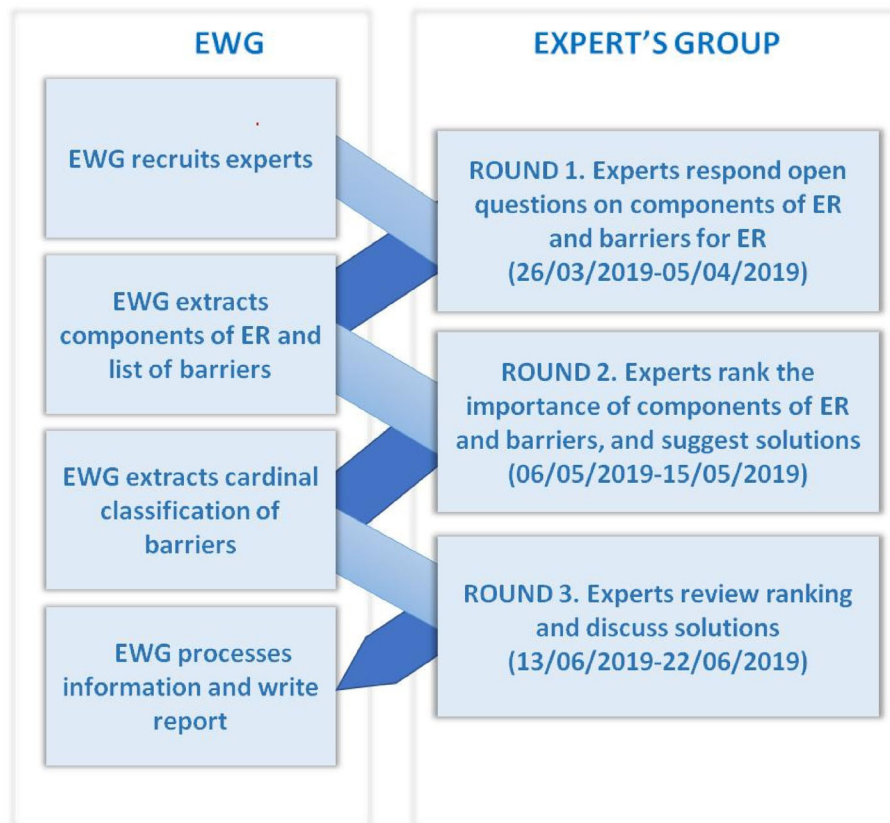 EWG
EWG recruits experts
EWG extracts
components of ER and
list of barriers
EWG extracts cardinal
classification of
barriers
EWG processes
information and write
report
EXPERT'S GROUP
ROUND 1. Experts respond open
questions on components of ER
and barriers for ER
(26/03/2019-05/04/2019)
ROUND 2. Experts rank the
importance of components of ER
and barriers, and suggest solutions
(06/05/2019-15/05/2019)
ROUND 3. Experts review ranking
and discuss solutions
(13/06/2019-22/06/2019)